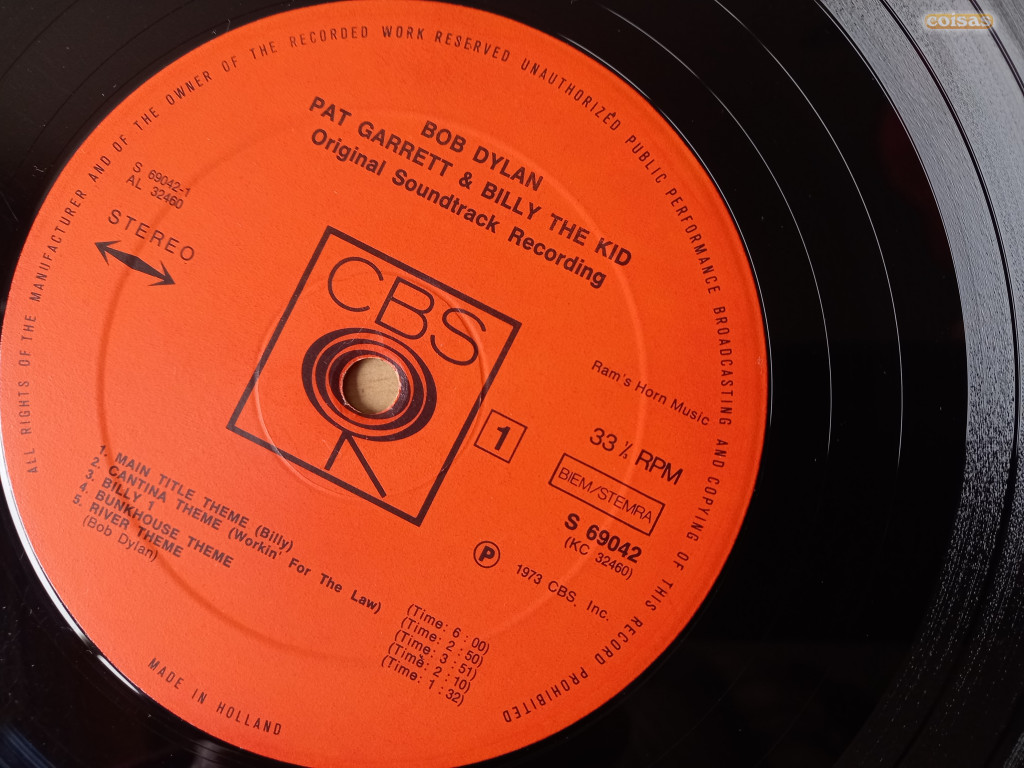 coisas
ALL RIGHTS OF THE MANUFACTURER AND OF THE OWNER OF THE RECORDED WORK RESERVED UNAUTHORIZED PUBLIC PERFORMANCE BROADCASTING AND COPYING OF THIS RECORD PROHIBITED
BOB DYLAN
PAT GARRETT & BILLY THE KID
Original Soundtrack Recording
S 69042-1
AL 32460
STEREO
CBS
Ram's Horn Music
1
33 ⅓ RPM
BIEM/STEMRA
S 69042
(KC 32460)
℗ 1973 CBS. Inc.
1. MAIN TITLE THEME (Billy) (Time: 6 : 00)
2. CANTINA THEME (Workin' For The Law) (Time: 2 : 50)
3. BILLY 1 (Time: 3 : 51)
4. BUNKHOUSE THEME (Time: 2 : 10)
5. RIVER THEME (Time: 1 : 32)
(Bob Dylan)
MADE IN HOLLAND